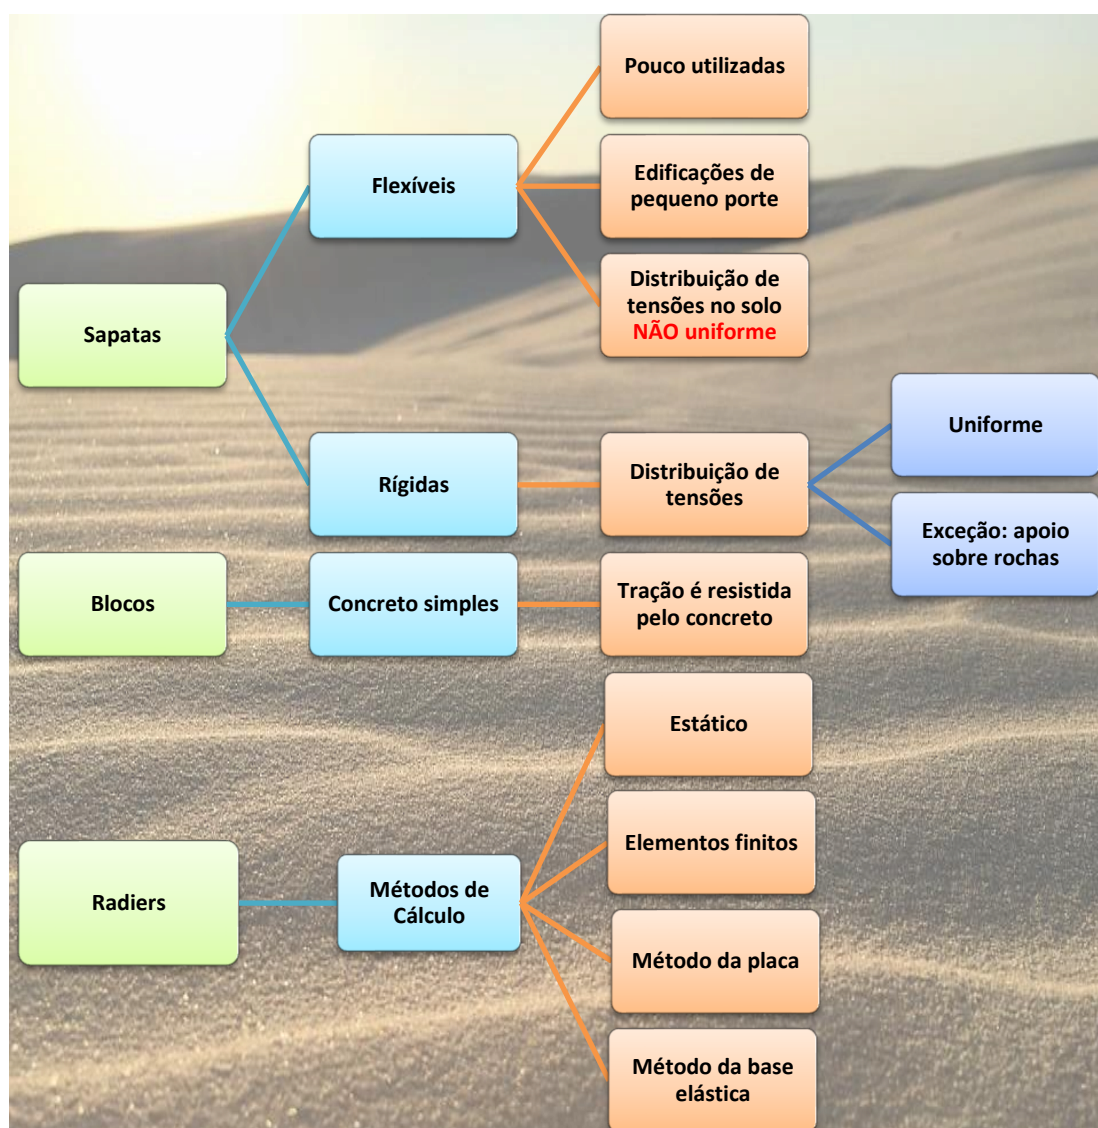 Pouco utilizadas
Flexíveis
Edificações de
pequeno porte
Distribuição de
tensões no solo
NÃO uniforme
Sapatas
Uniforme
Rígidas
Distribuição de
tensões
Exceção: apoio
sobre rochas
Blocos
Concreto simples
Tração é resistida
pelo concreto
Estático
Elementos finitos
Radiers
Métodos de
Cálculo
Método da placa
Método da base
elástica